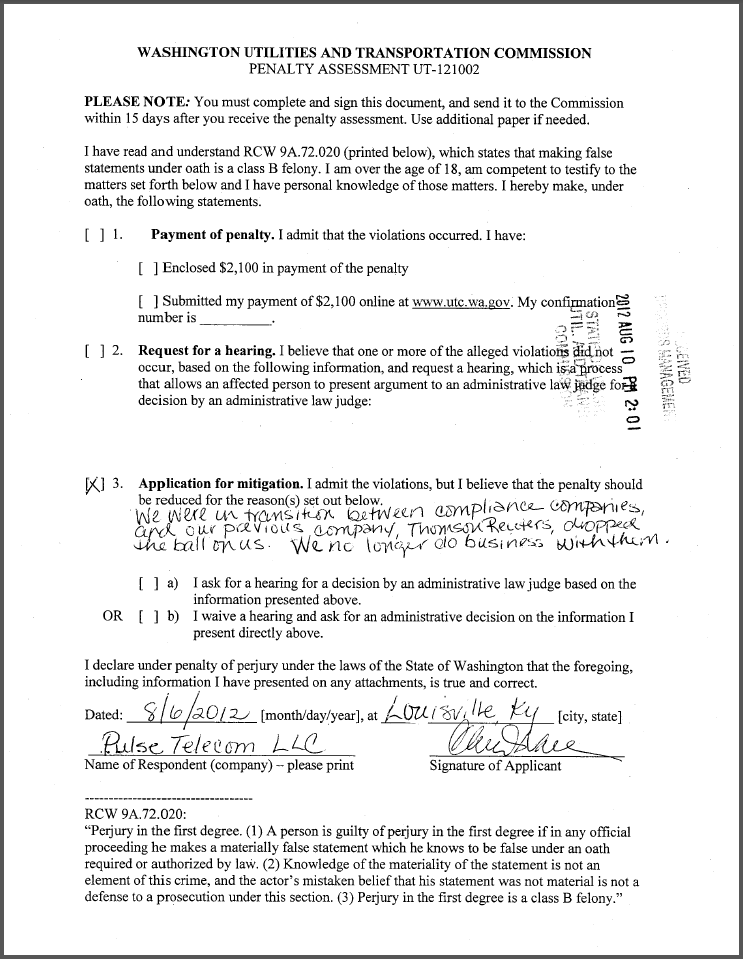 WASHINGTON UTILITIES AND TRANSPORTATION COMMISSION
PENALTY ASSESSMENT UT-121002
PLEASE NOTE: You must complete and sign this document, and send it to the Commission
within 15 days after you receive the penalty assessment. Use additional paper if needed.
I have read and understand RCW 9A.72.020 (printed below), which states that making false
statements under oath is a class B felony. I am over the age of 18, am competent to testify to the
matters set forth below and I have personal knowledge of those matters. I hereby make, under
oath, the following statements.
[ ] 1. Payment of penalty. I admit that the violations occurred. I have:
[ ] Enclosed $2,100 in payment of the penalty
[ ] Submitted my payment of $2,100 online at www.utc.wa.gov. My confirmation
number is __________.
[ ] 2. Request for a hearing. I believe that one or more of the alleged violations did not
occur, based on the following information, and request a hearing, which is a process
that allows an affected person to present argument to an administrative law judge for a
decision by an administrative law judge:
2012 AUG 10 PM 2:01
[X] 3. Application for mitigation. I admit the violations, but I believe that the penalty should
be reduced for the reason(s) set out below.
We were in transition between compliance companies,
and our previous company, Thomson Reuters, dropped
the ball on us. We no longer do business with them.
[ ] a) I ask for a hearing for a decision by an administrative law judge based on the
information presented above.
OR [ ] b) I waive a hearing and ask for an administrative decision on the information I
present directly above.
I declare under penalty of perjury under the laws of the State of Washington that the foregoing,
including information I have presented on any attachments, is true and correct.
Dated: 8/6/2012 [month/day/year], at Louisville, Ky [city, state]
Pulse Telecom LLC
Name of Respondent (company) – please print Signature of Applicant
-----------------------------------
RCW 9A.72.020:
“Perjury in the first degree. (1) A person is guilty of perjury in the first degree if in any official
proceeding he makes a materially false statement which he knows to be false under an oath
required or authorized by law. (2) Knowledge of the materiality of the statement is not an
element of this crime, and the actor’s mistaken belief that his statement was not material is not a
defense to a prosecution under this section. (3) Perjury in the first degree is a class B felony.”